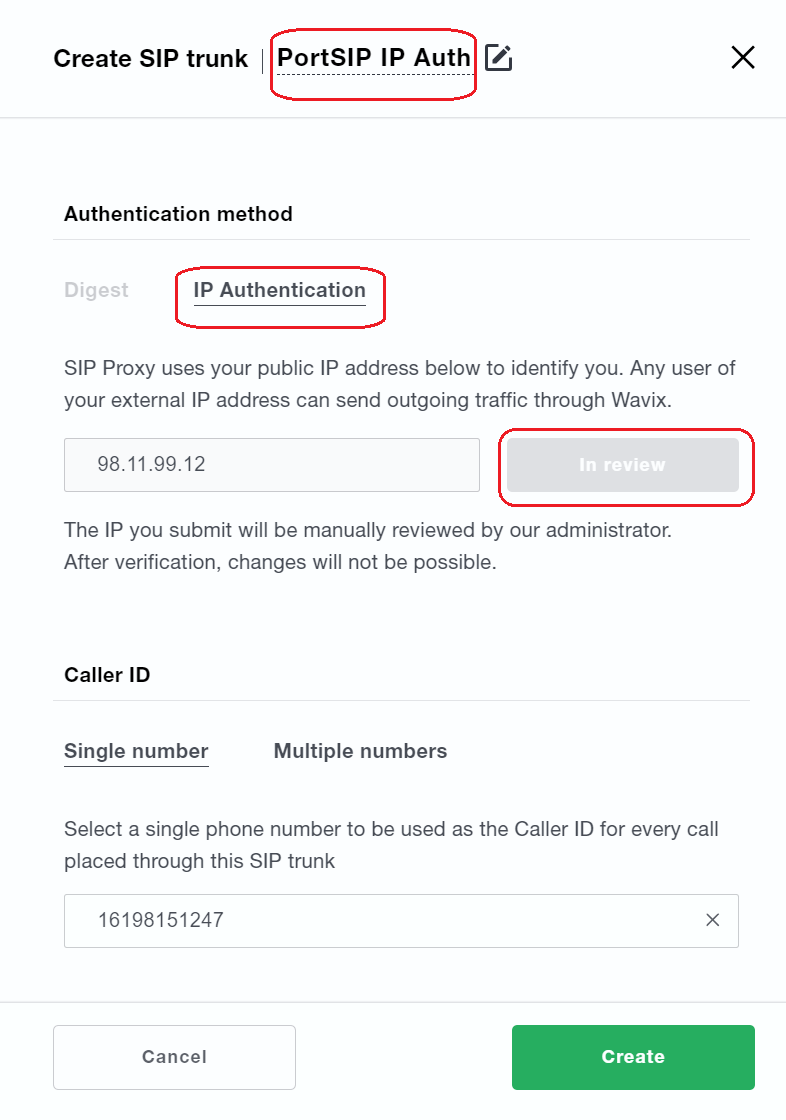 Create SIP trunk | PortSIP IP Auth
Authentication method
Digest IP Authentication
SIP Proxy uses your public IP address below to identify you. Any user of
your external IP address can send outgoing traffic through Wavix.
98.11.99.12 In review
The IP you submit will be manually reviewed by our administrator.
After verification, changes will not be possible.
Caller ID
Single number Multiple numbers
Select a single phone number to be used as the Caller ID for every call
placed through this SIP trunk
16198151247
Cancel Create